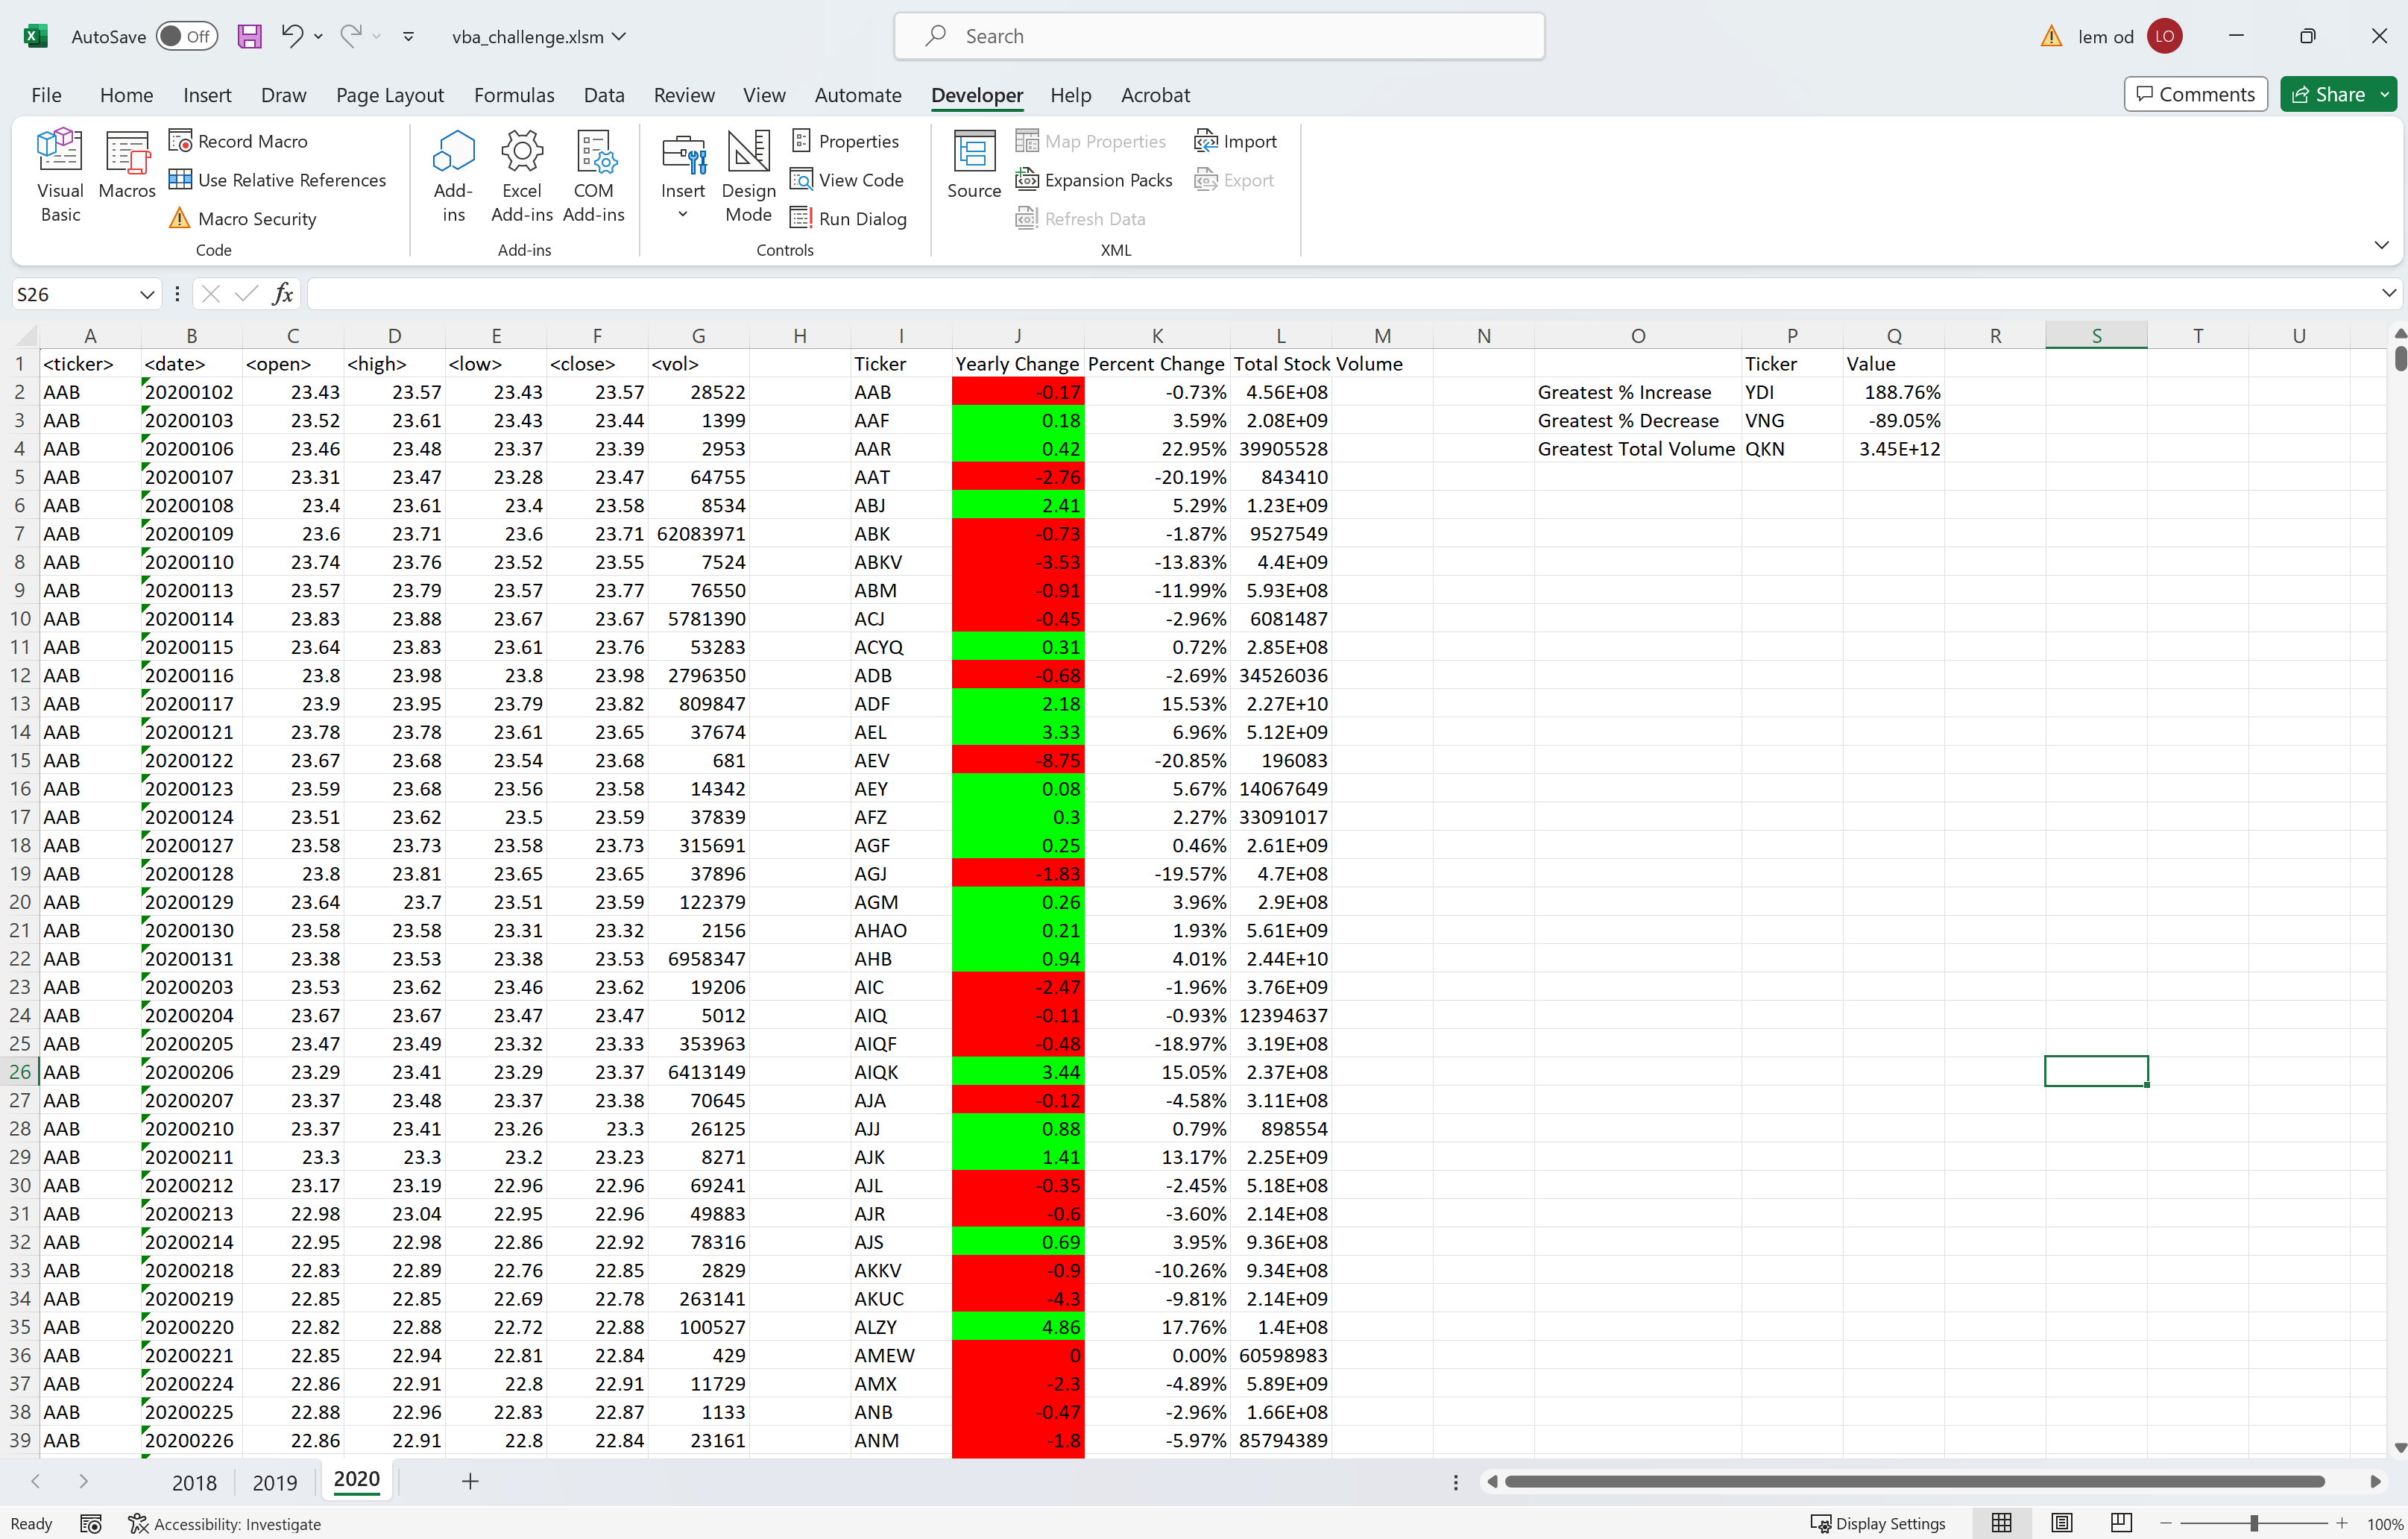 AutoSave Off vba_challenge.xlsm Search lem od LO
File Home Insert Draw Page Layout Formulas Data Review View Automate Developer Help Acrobat Comments Share
Visual Basic Macros Record Macro Use Relative References Macro Security Code
Add-ins Excel Add-ins COM Add-ins Add-ins
Insert Design Mode Properties View Code Run Dialog Controls
Source Map Properties Expansion Packs Refresh Data Import Export XML
S26 fx
A B C D E F G H I J K L M N O P Q R S T U
1 <ticker> <date> <open> <high> <low> <close> <vol> Ticker Yearly Change Percent Change Total Stock Volume Ticker Value
2 AAB 20200102 23.43 23.57 23.43 23.57 28522 AAB -0.17 -0.73% 4.56E+08 Greatest % Increase YDI 188.76%
3 AAB 20200103 23.52 23.61 23.43 23.44 1399 AAF 0.18 3.59% 2.08E+09 Greatest % Decrease VNG -89.05%
4 AAB 20200106 23.46 23.48 23.37 23.39 2953 AAR 0.42 22.95% 39905528 Greatest Total Volume QKN 3.45E+12
5 AAB 20200107 23.31 23.47 23.28 23.47 64755 AAT -2.76 -20.19% 843410
6 AAB 20200108 23.4 23.61 23.4 23.58 8534 ABJ 2.41 5.29% 1.23E+09
7 AAB 20200109 23.6 23.71 23.6 23.71 62083971 ABK -0.73 -1.87% 9527549
8 AAB 20200110 23.74 23.76 23.52 23.55 7524 ABKV -3.53 -13.83% 4.4E+09
9 AAB 20200113 23.57 23.79 23.57 23.77 76550 ABM -0.91 -11.99% 5.93E+08
10 AAB 20200114 23.83 23.88 23.67 23.67 5781390 ACJ -0.45 -2.96% 6081487
11 AAB 20200115 23.64 23.83 23.61 23.76 53283 ACYQ 0.31 0.72% 2.85E+08
12 AAB 20200116 23.8 23.98 23.8 23.98 2796350 ADB -0.68 -2.69% 34526036
13 AAB 20200117 23.9 23.95 23.79 23.82 809847 ADF 2.18 15.53% 2.27E+10
14 AAB 20200121 23.78 23.78 23.61 23.65 37674 AEL 3.33 6.96% 5.12E+09
15 AAB 20200122 23.67 23.68 23.54 23.68 681 AEV -8.75 -20.85% 196083
16 AAB 20200123 23.59 23.68 23.56 23.58 14342 AEY 0.08 5.67% 14067649
17 AAB 20200124 23.51 23.62 23.5 23.59 37839 AFZ 0.3 2.27% 33091017
18 AAB 20200127 23.58 23.73 23.58 23.73 315691 AGF 0.25 0.46% 2.61E+09
19 AAB 20200128 23.8 23.81 23.65 23.65 37896 AGJ -1.83 -19.57% 4.7E+08
20 AAB 20200129 23.64 23.7 23.51 23.59 122379 AGM 0.26 3.96% 2.9E+08
21 AAB 20200130 23.58 23.58 23.31 23.32 2156 AHAO 0.21 1.93% 5.61E+09
22 AAB 20200131 23.38 23.53 23.38 23.53 6958347 AHB 0.94 4.01% 2.44E+10
23 AAB 20200203 23.53 23.62 23.46 23.62 19206 AIC -2.47 -1.96% 3.76E+09
24 AAB 20200204 23.67 23.67 23.47 23.47 5012 AIQ -0.11 -0.93% 12394637
25 AAB 20200205 23.47 23.49 23.32 23.33 353963 AIQF -0.48 -18.97% 3.19E+08
26 AAB 20200206 23.29 23.41 23.29 23.37 6413149 AIQK 3.44 15.05% 2.37E+08
27 AAB 20200207 23.37 23.48 23.37 23.38 70645 AJA -0.12 -4.58% 3.11E+08
28 AAB 20200210 23.37 23.41 23.26 23.3 26125 AJJ 0.88 0.79% 898554
29 AAB 20200211 23.3 23.3 23.2 23.23 8271 AJK 1.41 13.17% 2.25E+09
30 AAB 20200212 23.17 23.19 22.96 22.96 69241 AJL -0.35 -2.45% 5.18E+08
31 AAB 20200213 22.98 23.04 22.95 22.96 49883 AJR -0.6 -3.60% 2.14E+08
32 AAB 20200214 22.95 22.98 22.86 22.92 78316 AJS 0.69 3.95% 9.36E+08
33 AAB 20200218 22.83 22.89 22.76 22.85 2829 AKKV -0.9 -10.26% 9.34E+08
34 AAB 20200219 22.85 22.85 22.69 22.78 263141 AKUC -4.3 -9.81% 2.14E+09
35 AAB 20200220 22.82 22.88 22.72 22.88 100527 ALZY 4.86 17.76% 1.4E+08
36 AAB 20200221 22.85 22.94 22.81 22.84 429 AMEW 0 0.00% 60598983
37 AAB 20200224 22.86 22.91 22.8 22.91 11729 AMX -2.3 -4.89% 5.89E+09
38 AAB 20200225 22.88 22.96 22.83 22.87 1133 ANB -0.47 -2.96% 1.66E+08
39 AAB 20200226 22.86 22.91 22.8 22.84 23161 ANM -1.8 -5.97% 85794389
2018 2019 2020
Ready Accessibility: Investigate Display Settings 100%